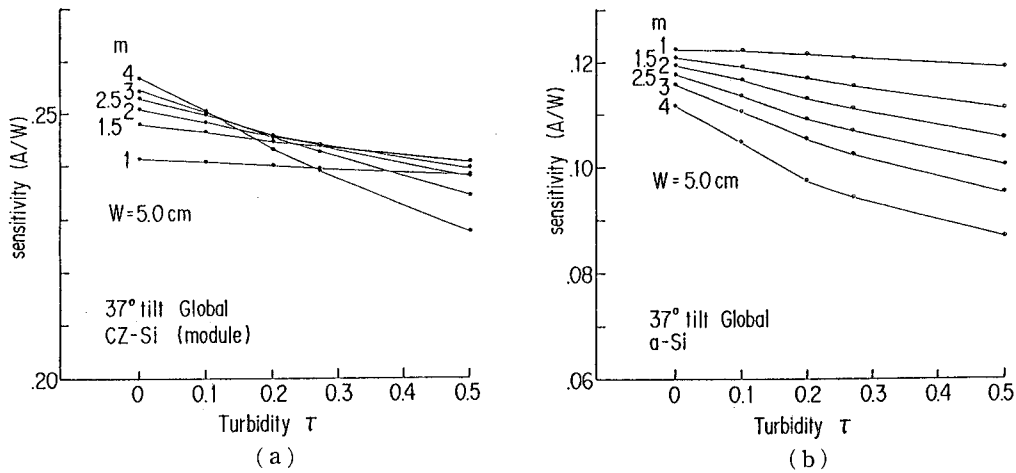 m
4
3
2.5
2
1.5
1
.25
.20
sensitivity (A/W)
W = 5.0 cm
37° tilt Global
CZ-Si (module)
0 0.1 0.2 0.3 0.4 0.5
Turbidity τ
(a)
m
1
1.5
2
2.5
3
4
.12
.10
.08
.06
sensitivity (A/W)
W = 5.0 cm
37° tilt Global
a-Si
0 0.1 0.2 0.3 0.4 0.5
Turbidity τ
(b)